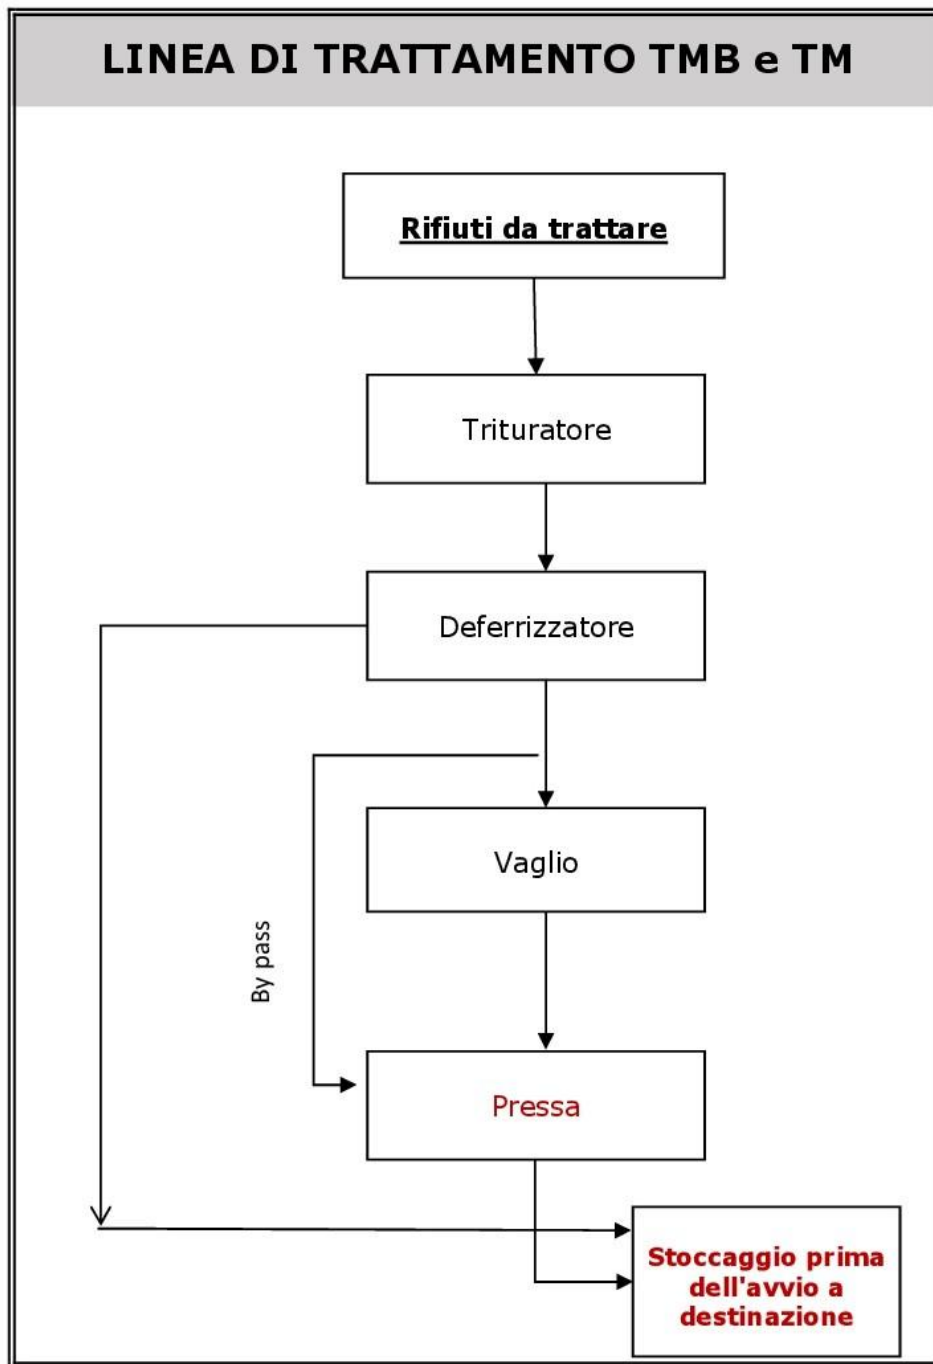 LINEA DI TRATTAMENTO TMB e TM
Rifiuti da trattare
Trituratore
Deferrizzatore
Vaglio
By pass
Pressa
Stoccaggio prima
dell'avvio a
destinazione